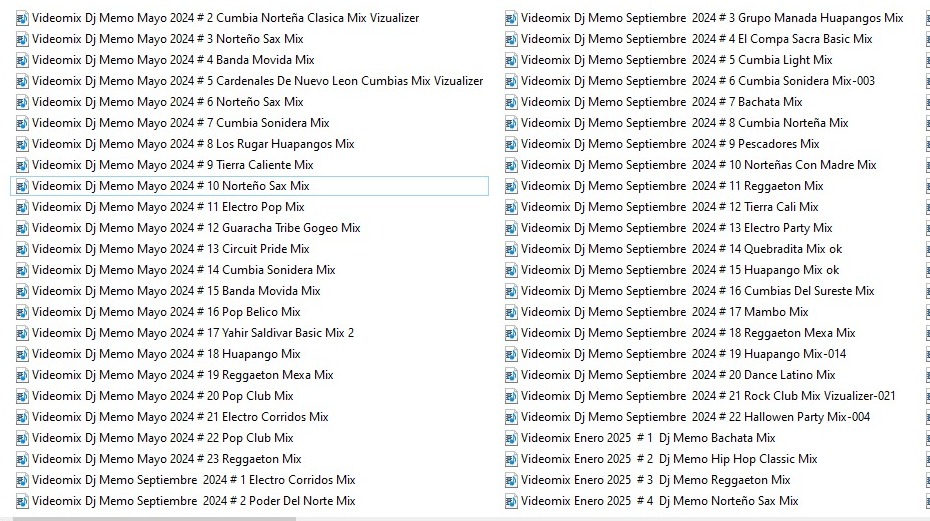 Videomix Dj Memo Mayo 2024 # 2 Cumbia Norteña Clasica Mix Vizualizer
Videomix Dj Memo Mayo 2024 # 3 Norteño Sax Mix
Videomix Dj Memo Mayo 2024 # 4 Banda Movida Mix
Videomix Dj Memo Mayo 2024 # 5 Cardenales De Nuevo Leon Cumbias Mix Vizualizer
Videomix Dj Memo Mayo 2024 # 6 Norteño Sax Mix
Videomix Dj Memo Mayo 2024 # 7 Cumbia Sonidera Mix
Videomix Dj Memo Mayo 2024 # 8 Los Rugar Huapangos Mix
Videomix Dj Memo Mayo 2024 # 9 Tierra Caliente Mix
Videomix Dj Memo Mayo 2024 # 10 Norteño Sax Mix
Videomix Dj Memo Mayo 2024 # 11 Electro Pop Mix
Videomix Dj Memo Mayo 2024 # 12 Guaracha Tribe Gogeo Mix
Videomix Dj Memo Mayo 2024 # 13 Circuit Pride Mix
Videomix Dj Memo Mayo 2024 # 14 Cumbia Sonidera Mix
Videomix Dj Memo Mayo 2024 # 15 Banda Movida Mix
Videomix Dj Memo Mayo 2024 # 16 Pop Belico Mix
Videomix Dj Memo Mayo 2024 # 17 Yahir Saldivar Basic Mix 2
Videomix Dj Memo Mayo 2024 # 18 Huapango Mix
Videomix Dj Memo Mayo 2024 # 19 Reggaeton Mexa Mix
Videomix Dj Memo Mayo 2024 # 20 Pop Club Mix
Videomix Dj Memo Mayo 2024 # 21 Electro Corridos Mix
Videomix Dj Memo Mayo 2024 # 22 Pop Club Mix
Videomix Dj Memo Mayo 2024 # 23 Reggaeton Mix
Videomix Dj Memo Septiembre  2024 # 1 Electro Corridos Mix
Videomix Dj Memo Septiembre  2024 # 2 Poder Del Norte Mix
Videomix Dj Memo Septiembre  2024 # 3 Grupo Manada Huapangos Mix
Videomix Dj Memo Septiembre  2024 # 4 El Compa Sacra Basic Mix
Videomix Dj Memo Septiembre  2024 # 5 Cumbia Light Mix
Videomix Dj Memo Septiembre  2024 # 6 Cumbia Sonidera Mix-003
Videomix Dj Memo Septiembre  2024 # 7 Bachata Mix
Videomix Dj Memo Septiembre  2024 # 8 Cumbia Norteña Mix
Videomix Dj Memo Septiembre  2024 # 9 Pescadores Mix
Videomix Dj Memo Septiembre  2024 # 10 Norteñas Con Madre Mix
Videomix Dj Memo Septiembre  2024 # 11 Reggaeton Mix
Videomix Dj Memo Septiembre  2024 # 12 Tierra Cali Mix
Videomix Dj Memo Septiembre  2024 # 13 Electro Party Mix
Videomix Dj Memo Septiembre  2024 # 14 Quebradita Mix ok
Videomix Dj Memo Septiembre  2024 # 15 Huapango Mix ok
Videomix Dj Memo Septiembre  2024 # 16 Cumbias Del Sureste Mix
Videomix Dj Memo Septiembre  2024 # 17 Mambo Mix
Videomix Dj Memo Septiembre  2024 # 18 Reggaeton Mexa Mix
Videomix Dj Memo Septiembre  2024 # 19 Huapango Mix-014
Videomix Dj Memo Septiembre  2024 # 20 Dance Latino Mix
Videomix Dj Memo Septiembre  2024 # 21 Rock Club Mix Vizualizer-021
Videomix Dj Memo Septiembre  2024 # 22 Hallowen Party Mix-004
Videomix Enero 2025  # 1  Dj Memo Bachata Mix
Videomix Enero 2025  # 2  Dj Memo Hip Hop Classic Mix
Videomix Enero 2025  # 3  Dj Memo Reggaeton Mix
Videomix Enero 2025  # 4  Dj Memo Norteño Sax Mix